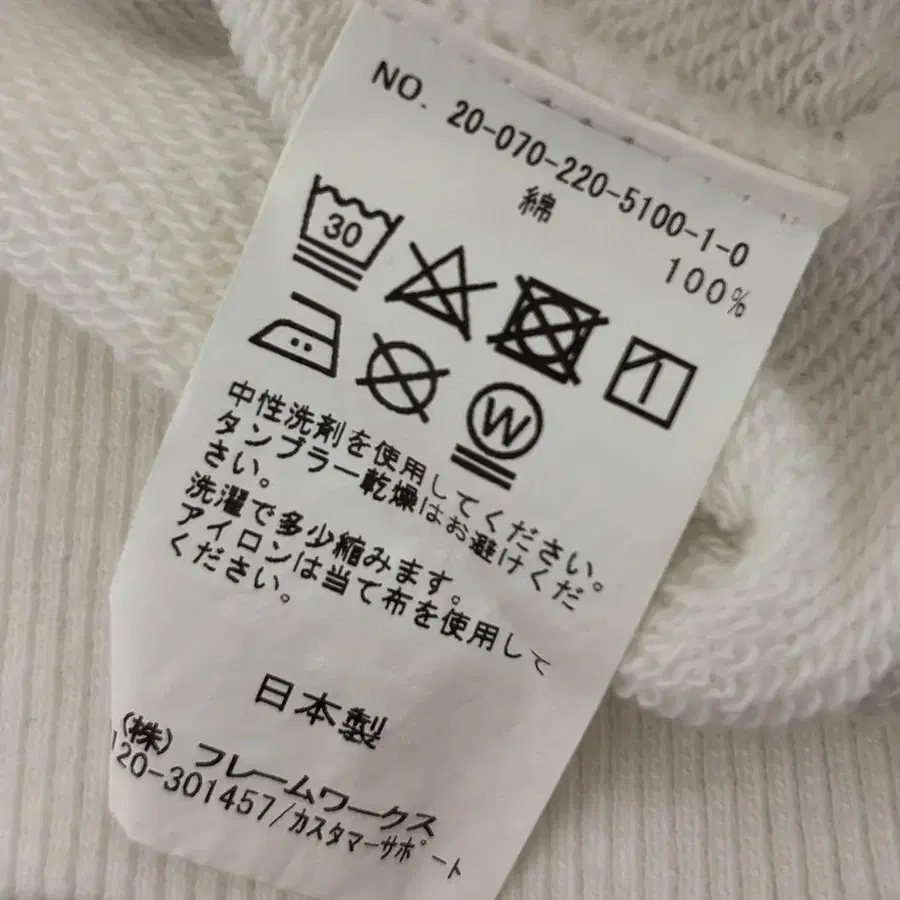 NO. 20-070-220-5100-1-0
綿 100%
30
W
中性洗剤を使用してください。
タンブラー乾燥はお避けくだ
さい。
洗濯で多少縮みます。
アイロンは当て布を使用して
ください。
日本製
(株) フレームワークス
120-301457/カスタマーサポート